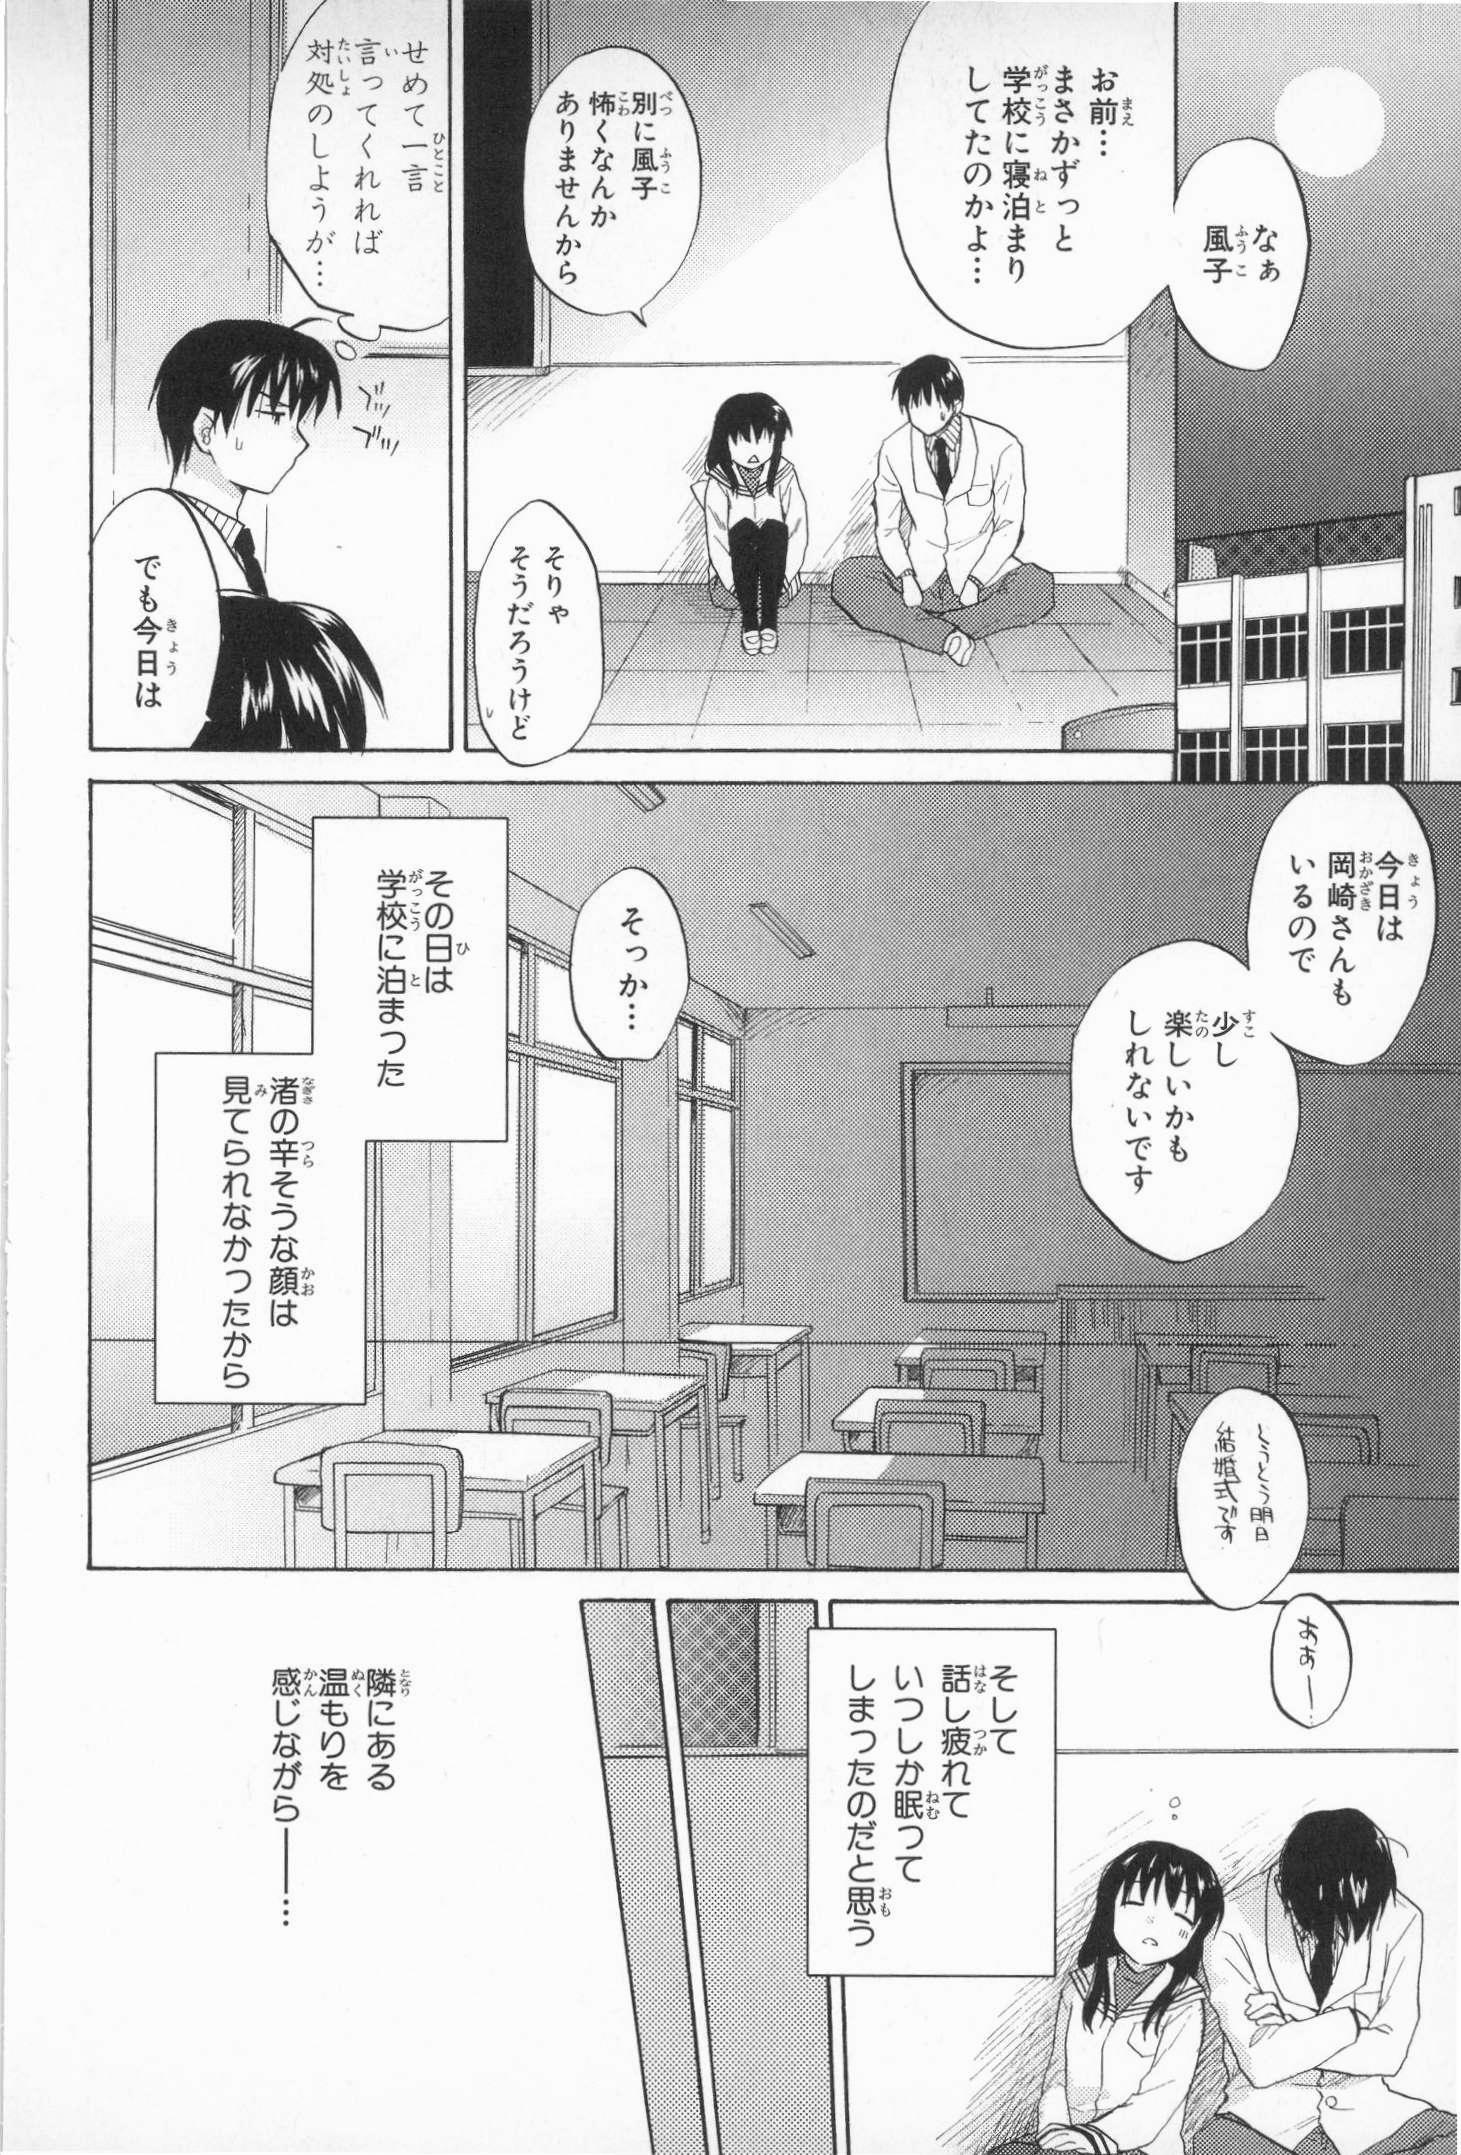 なぁ
風子
お前…
まさかずっと
学校に寝泊まり
してたのかよ…
別に風子
怖くなんか
ありませんから
そりゃ
そうだろうけど
せめて一言
言ってくれれば
対処のしようが…
でも今日は
今日は
岡崎さんも
いるので
少し
楽しいかも
しれないです
そっか…
その日は
学校に泊まった
渚の辛そうな顔は
見てられなかったから
とうとう明日
結婚式です
ああー
そして
話し疲れて
いつしか眠って
しまったのだと思う
隣にある
温もりを
感じながら――…